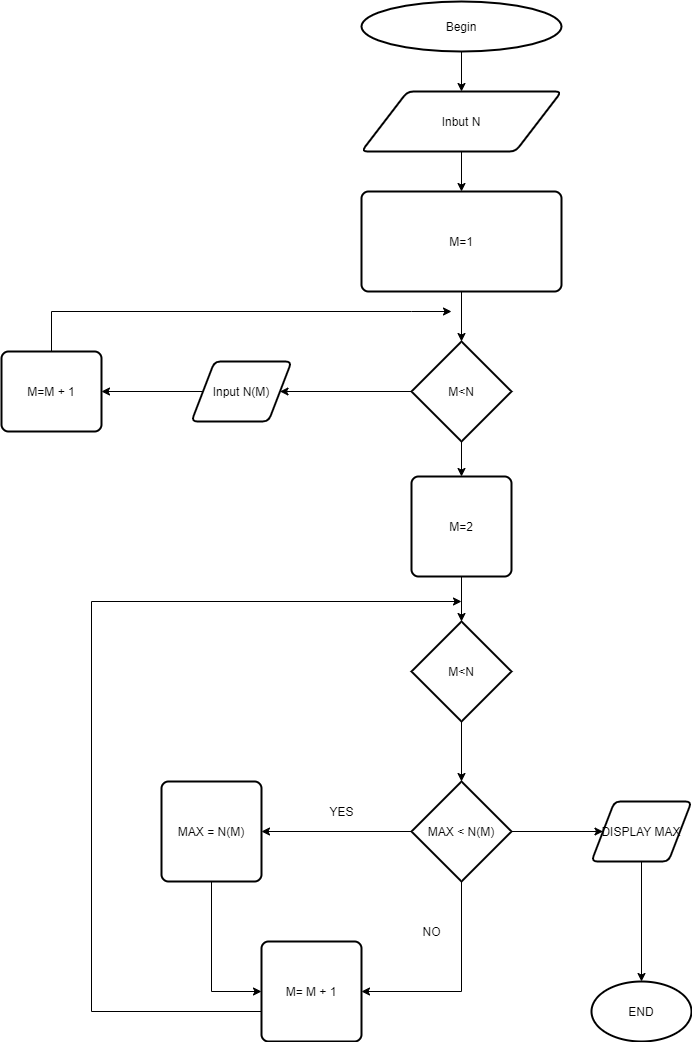 Begin
Inbut N
M=1
M<N
Input N(M)
M=M + 1
M=2
M<N
MAX < N(M)
YES
MAX = N(M)
DISPLAY MAX
NO
M= M + 1
END